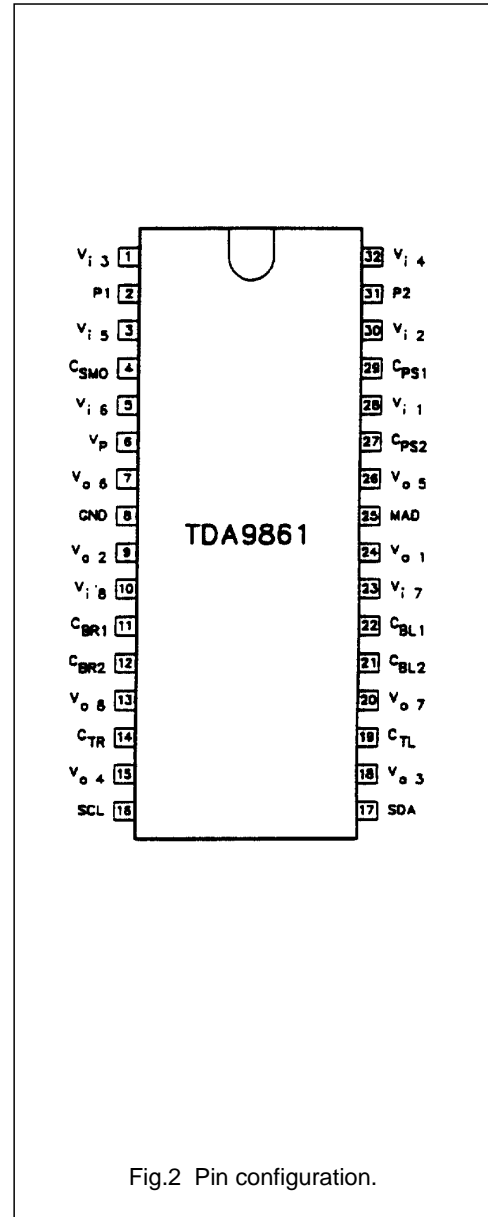 V_i 3 1 32 V_i 4
P1 2 31 P2
V_i 5 3 30 V_i 2
C_SMO 4 29 C_PS1
V_i 6 5 28 V_i 1
V_P 6 27 C_PS2
V_o 6 7 26 V_o 5
GND 8 25 MAD
V_o 2 9 24 V_o 1
TDA9861
V_i 8 10 23 V_i 7
C_BR1 11 22 C_BL1
C_BR2 12 21 C_BL2
V_o 8 13 20 V_o 7
C_TR 14 19 C_TL
V_o 4 15 18 V_o 3
SCL 16 17 SDA
Fig.2 Pin configuration.